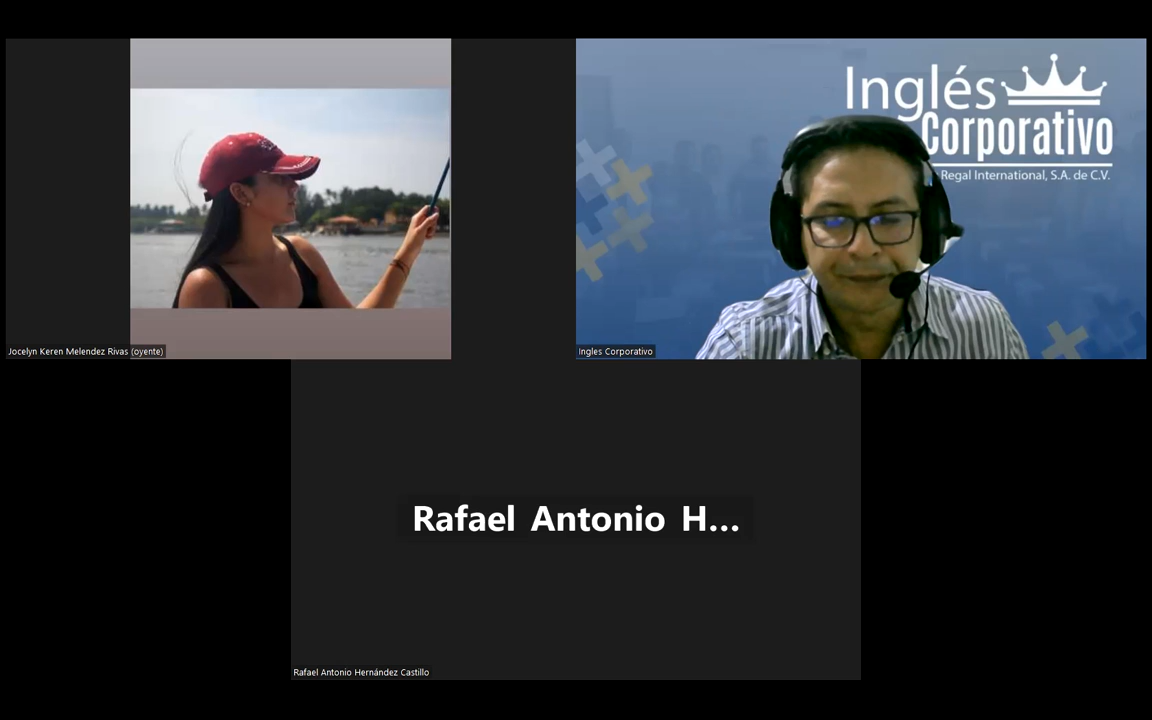 Inglés
Corporativo
Regal International, S.A. de C.V.
Jocelyn Keren Melendez Rivas (oyente)
Ingles Corporativo
Rafael Antonio H...
Rafael Antonio Hernández Castillo